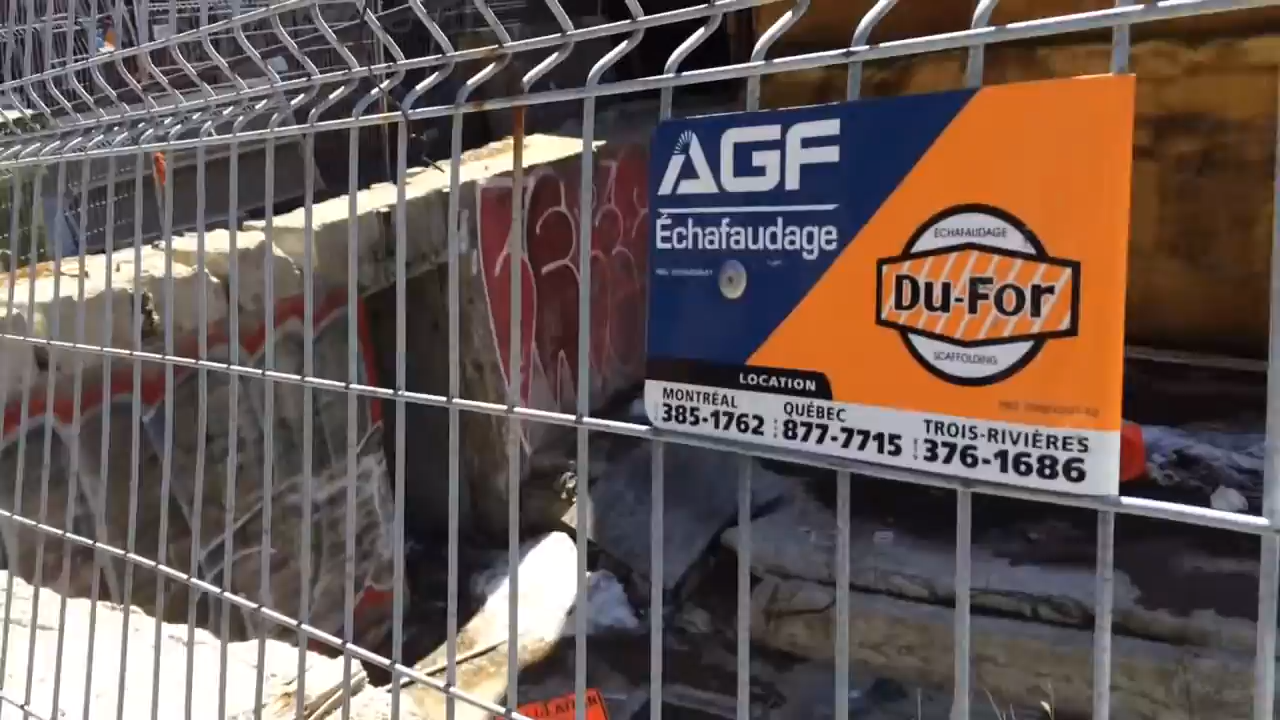 AGF
Échafaudage
ÉCHAFAUDAGE
Du-For
SCAFFOLDING
LOCATION
MONTRÉAL
385-1762
QUÉBEC
877-7715
TROIS-RIVIÈRES
376-1686